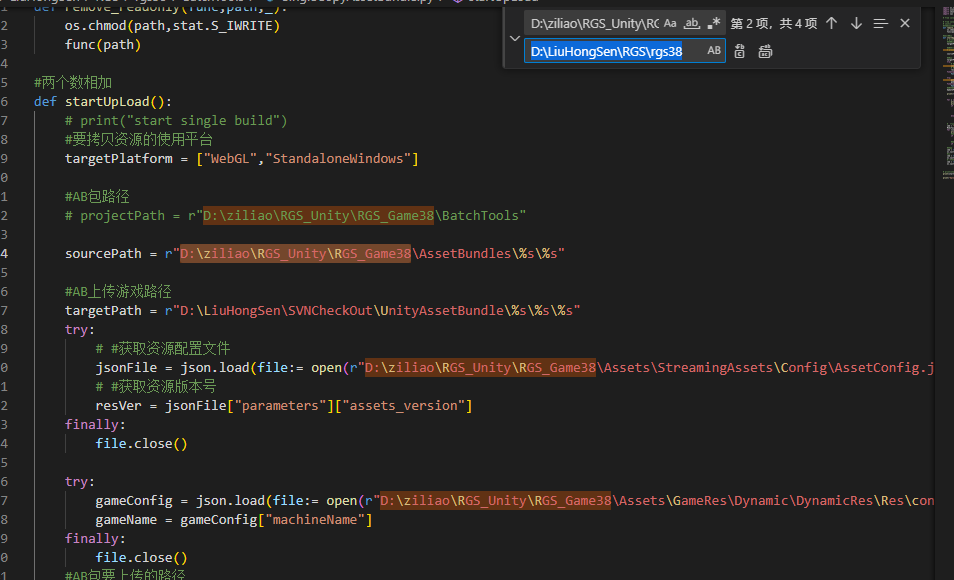 D:\ziliao\RGS_Unity\RG Aa ab .* 第 2 项，共 4 项
D:\LiuHongSen\RGS\rgs38 AB
2 os.chmod(path,stat.S_IWRITE)
3 func(path)
4
5 #两个数相加
6 def startUpLoad():
7 # print("start single build")
8 #要拷贝资源的使用平台
9 targetPlatform = ["WebGL","StandaloneWindows"]
0
1 #AB包路径
2 # projectPath = r"D:\ziliao\RGS_Unity\RGS_Game38\BatchTools"
3
4 sourcePath = r"D:\ziliao\RGS_Unity\RGS_Game38\AssetBundles\%s\%s"
5
6 #AB上传游戏路径
7 targetPath = r"D:\LiuHongSen\SVNCheckOut\UnityAssetBundle\%s\%s\%s"
8 try:
9 # #获取资源配置文件
0 jsonFile = json.load(file:= open(r"D:\ziliao\RGS_Unity\RGS_Game38\Assets\StreamingAssets\Config\AssetConfig.j
1 # #获取资源版本号
2 resVer = jsonFile["parameters"]["assets_version"]
3 finally:
4 file.close()
5
6 try:
7 gameConfig = json.load(file:= open(r"D:\ziliao\RGS_Unity\RGS_Game38\Assets\GameRes\Dynamic\DynamicRes\Res\con
8 gameName = gameConfig["machineName"]
9 finally:
0 file.close()
1 #AB包要上传的路径